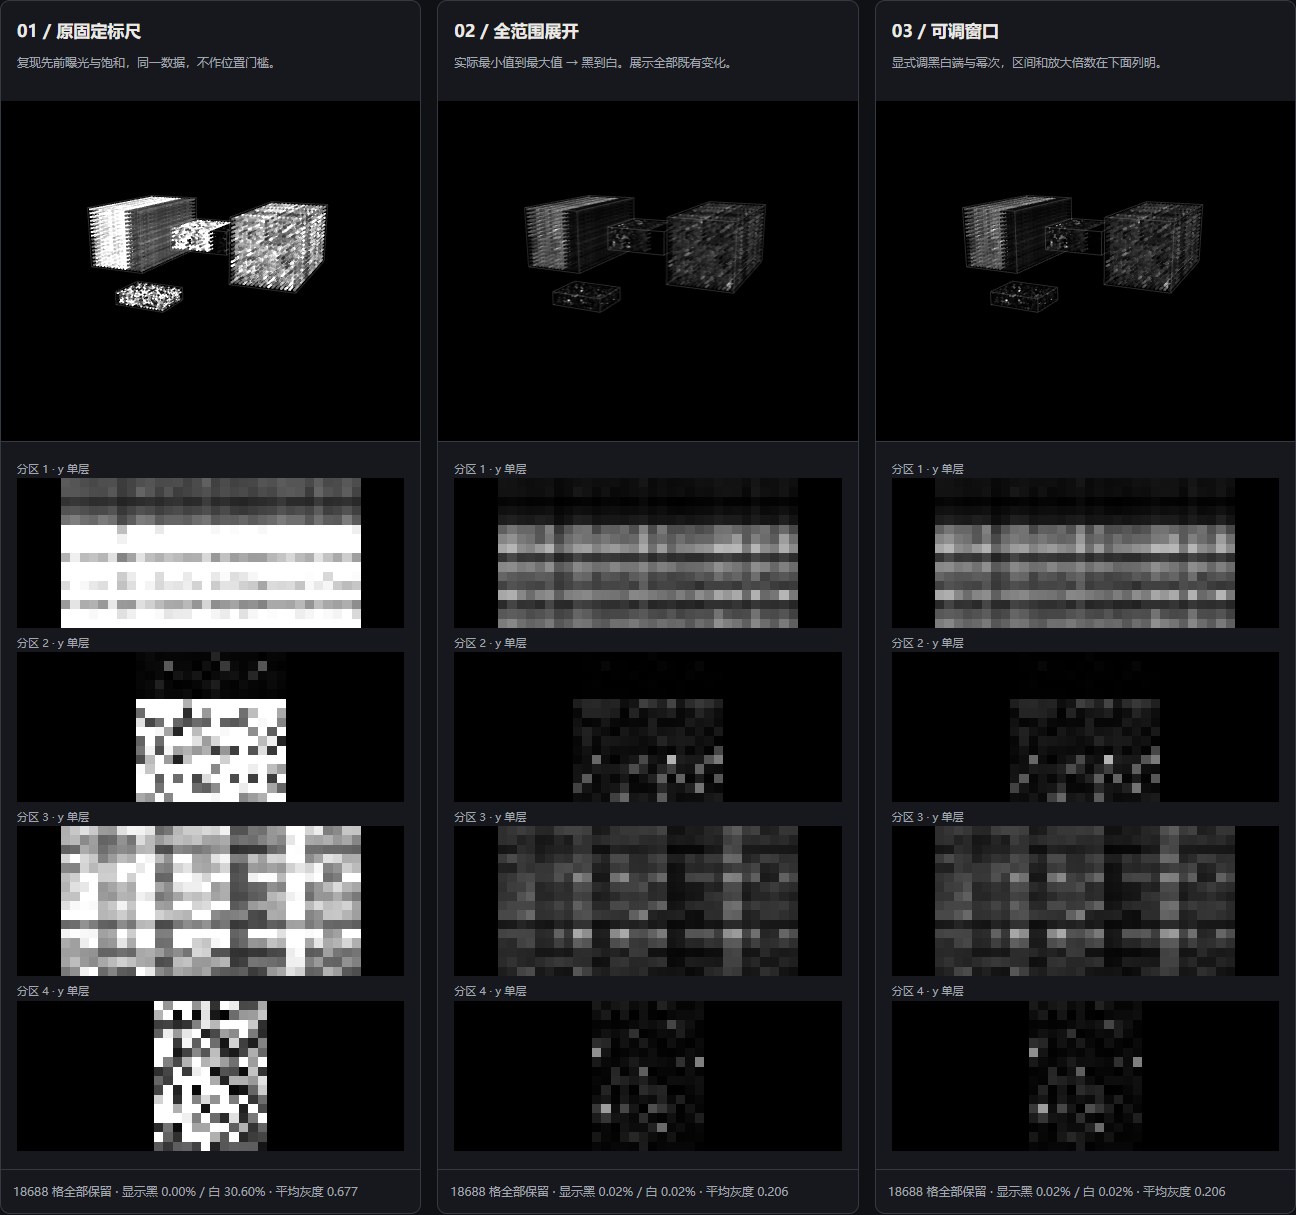 01 / 原固定标尺
复现先前曝光与饱和，同一数据，不作位置门槛。
分区 1 · y 单层
分区 2 · y 单层
分区 3 · y 单层
分区 4 · y 单层
18688 格全部保留 · 显示黑 0.00% / 白 30.60% · 平均灰度 0.677
02 / 全范围展开
实际最小值到最大值 → 黑到白。展示全部既有变化。
分区 1 · y 单层
分区 2 · y 单层
分区 3 · y 单层
分区 4 · y 单层
18688 格全部保留 · 显示黑 0.02% / 白 0.02% · 平均灰度 0.206
03 / 可调窗口
显式调黑白端与幂次，区间和放大倍数在下面列明。
分区 1 · y 单层
分区 2 · y 单层
分区 3 · y 单层
分区 4 · y 单层
18688 格全部保留 · 显示黑 0.02% / 白 0.02% · 平均灰度 0.206